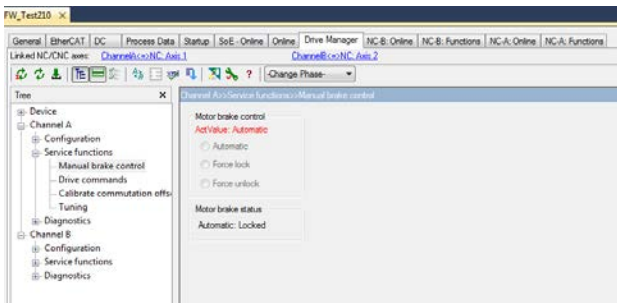 FW_Test210
General EtherCAT DC Process Data Startup SoE - Online Online Drive Manager NC-B: Online NC-B: Functions NC-A: Online NC-A: Functions
Linked NC/CNC axes: ChannelA(<=>NC: Axis 1 ChannelB(<=>NC: Axis 2
-Change Phase-
Tree Channel A>>Service functions>>Manual brake control
Device
Channel A
Configuration
Service functions
Manual brake control
Drive commands
Calibrate commutation offs
Tuning
Diagnostics
Channel B
Configuration
Service functions
Diagnostics
Motor brake control
ActValue: Automatic
Automatic
Force lock
Force unlock
Motor brake status
Automatic: Locked